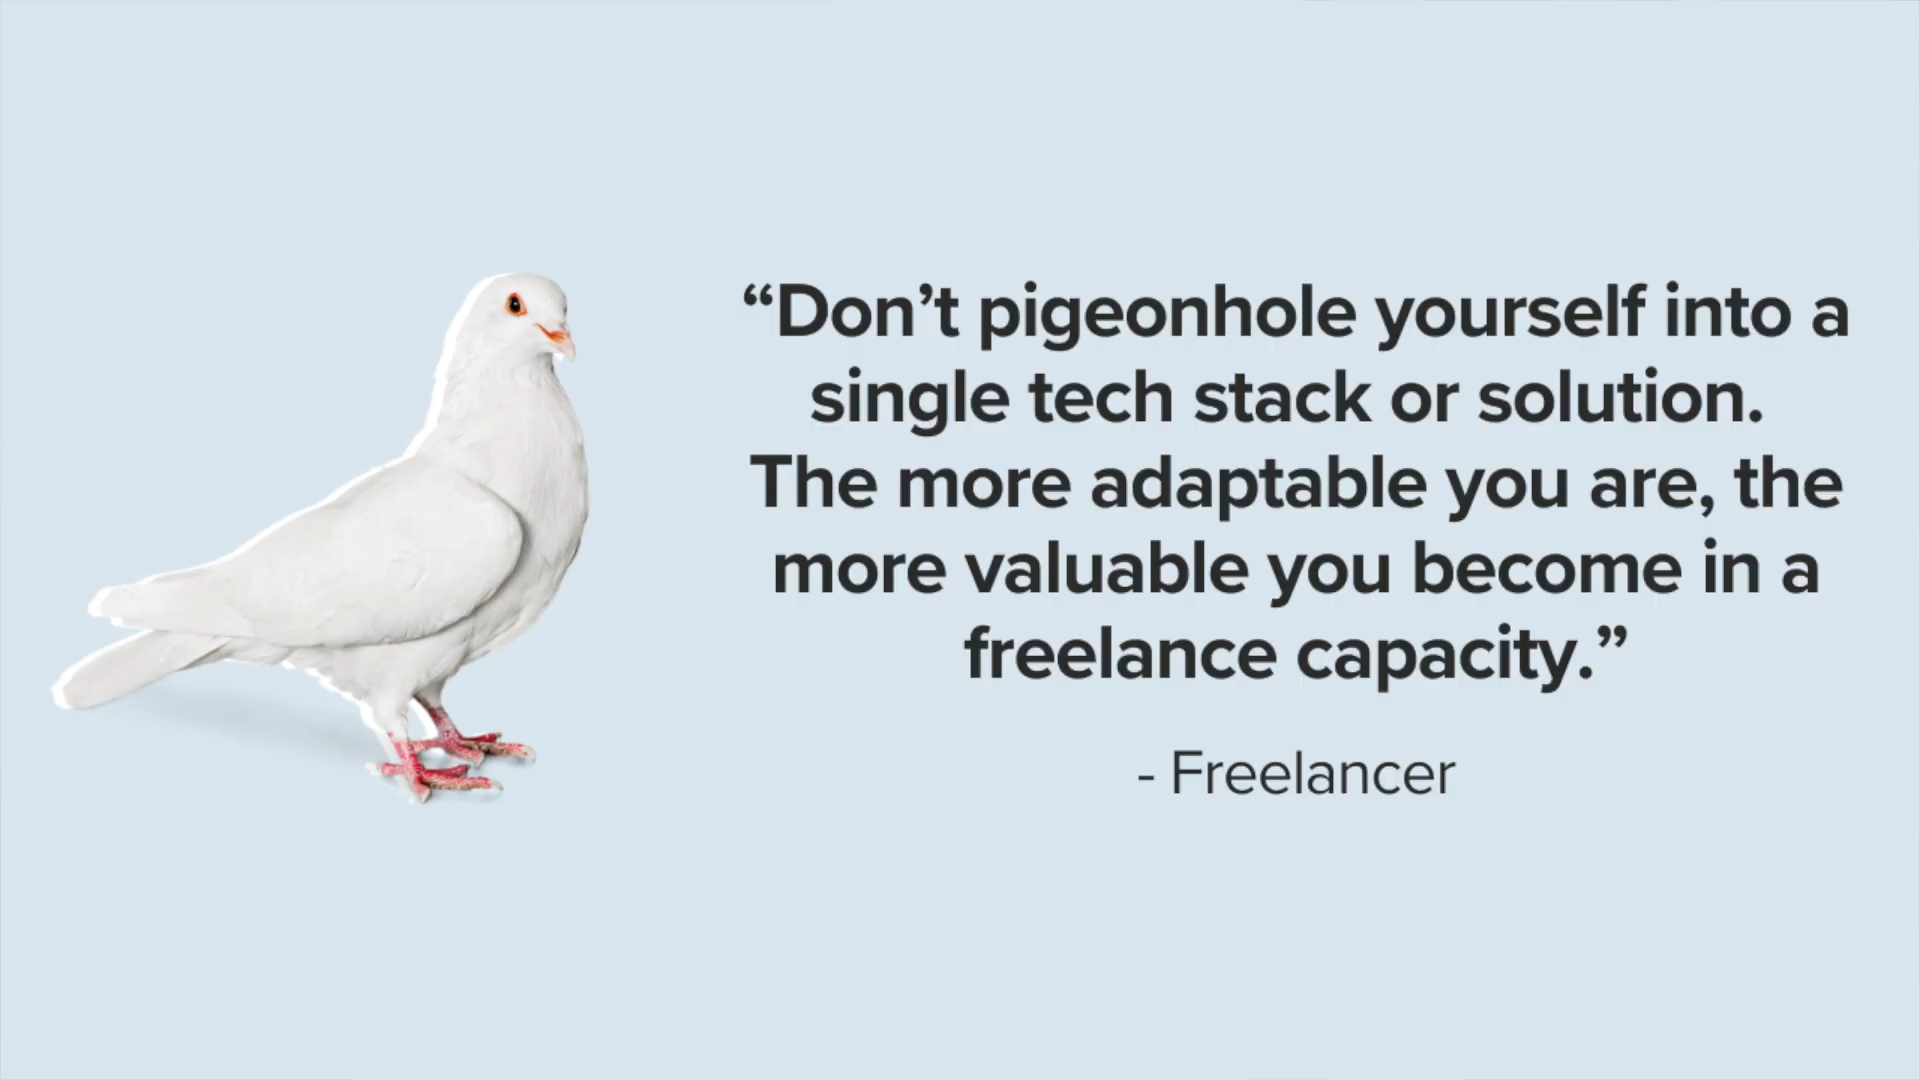 “Don’t pigeonhole yourself into a
single tech stack or solution.
The more adaptable you are, the
more valuable you become in a
freelance capacity.”
- Freelancer